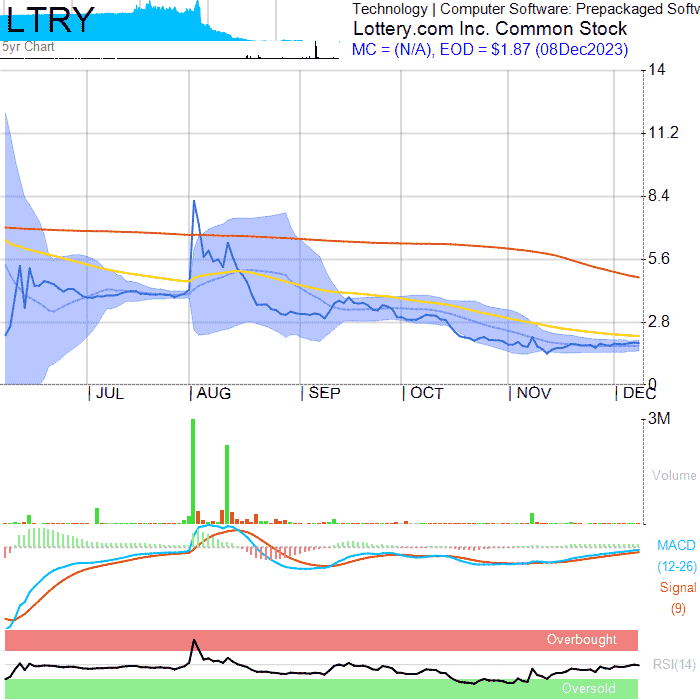 LTRY
5yr Chart
Technology | Computer Software: Prepackaged Softw
Lottery.com Inc. Common Stock
MC = (N/A), EOD = $1.87 (08Dec2023)
14
11.2
8.4
5.6
2.8
0
JUL
AUG
SEP
OCT
NOV
DEC
3M
Volume
MACD
(12-26)
Signal
(9)
Overbought
RSI(14)
Oversold